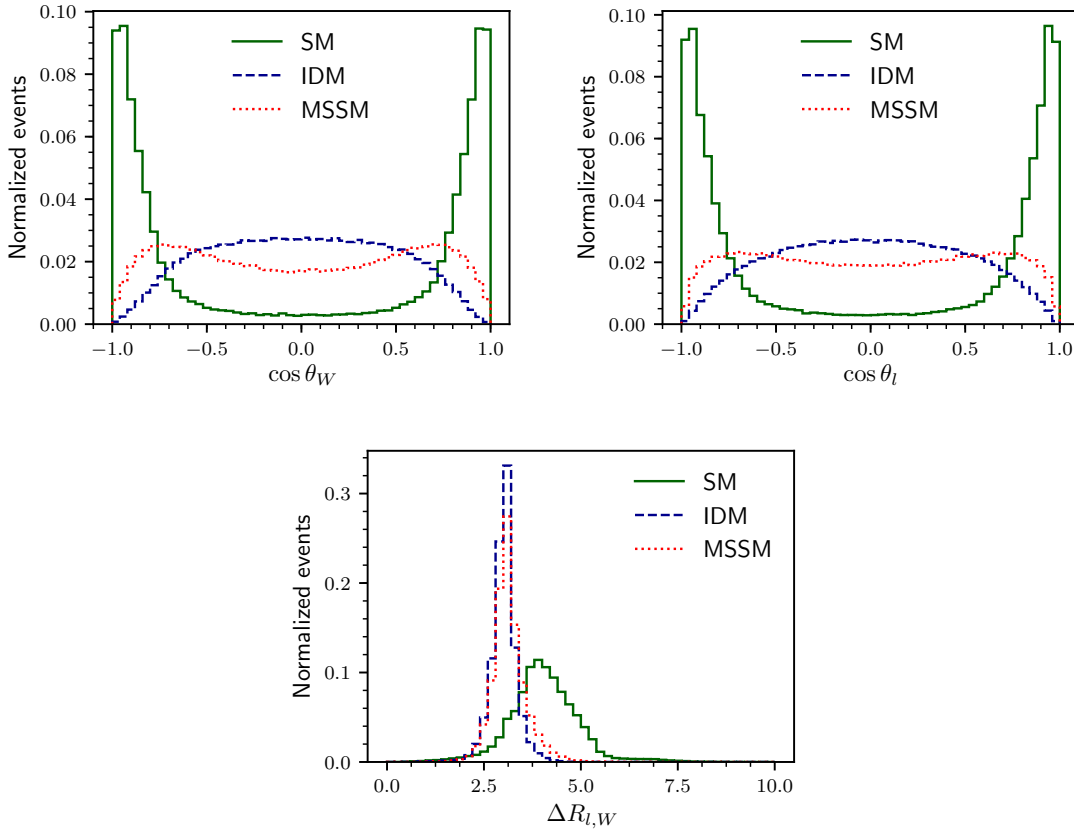 0.10
0.08
0.06
0.04
0.02
0.00
Normalized events
SM
IDM
MSSM
−1.0 −0.5 0.0 0.5 1.0
cos θ_W
0.10
0.08
0.06
0.04
0.02
0.00
Normalized events
SM
IDM
MSSM
−1.0 −0.5 0.0 0.5 1.0
cos θ_l
0.3
0.2
0.1
0.0
Normalized events
SM
IDM
MSSM
0.0 2.5 5.0 7.5 10.0
ΔR_{l,W}